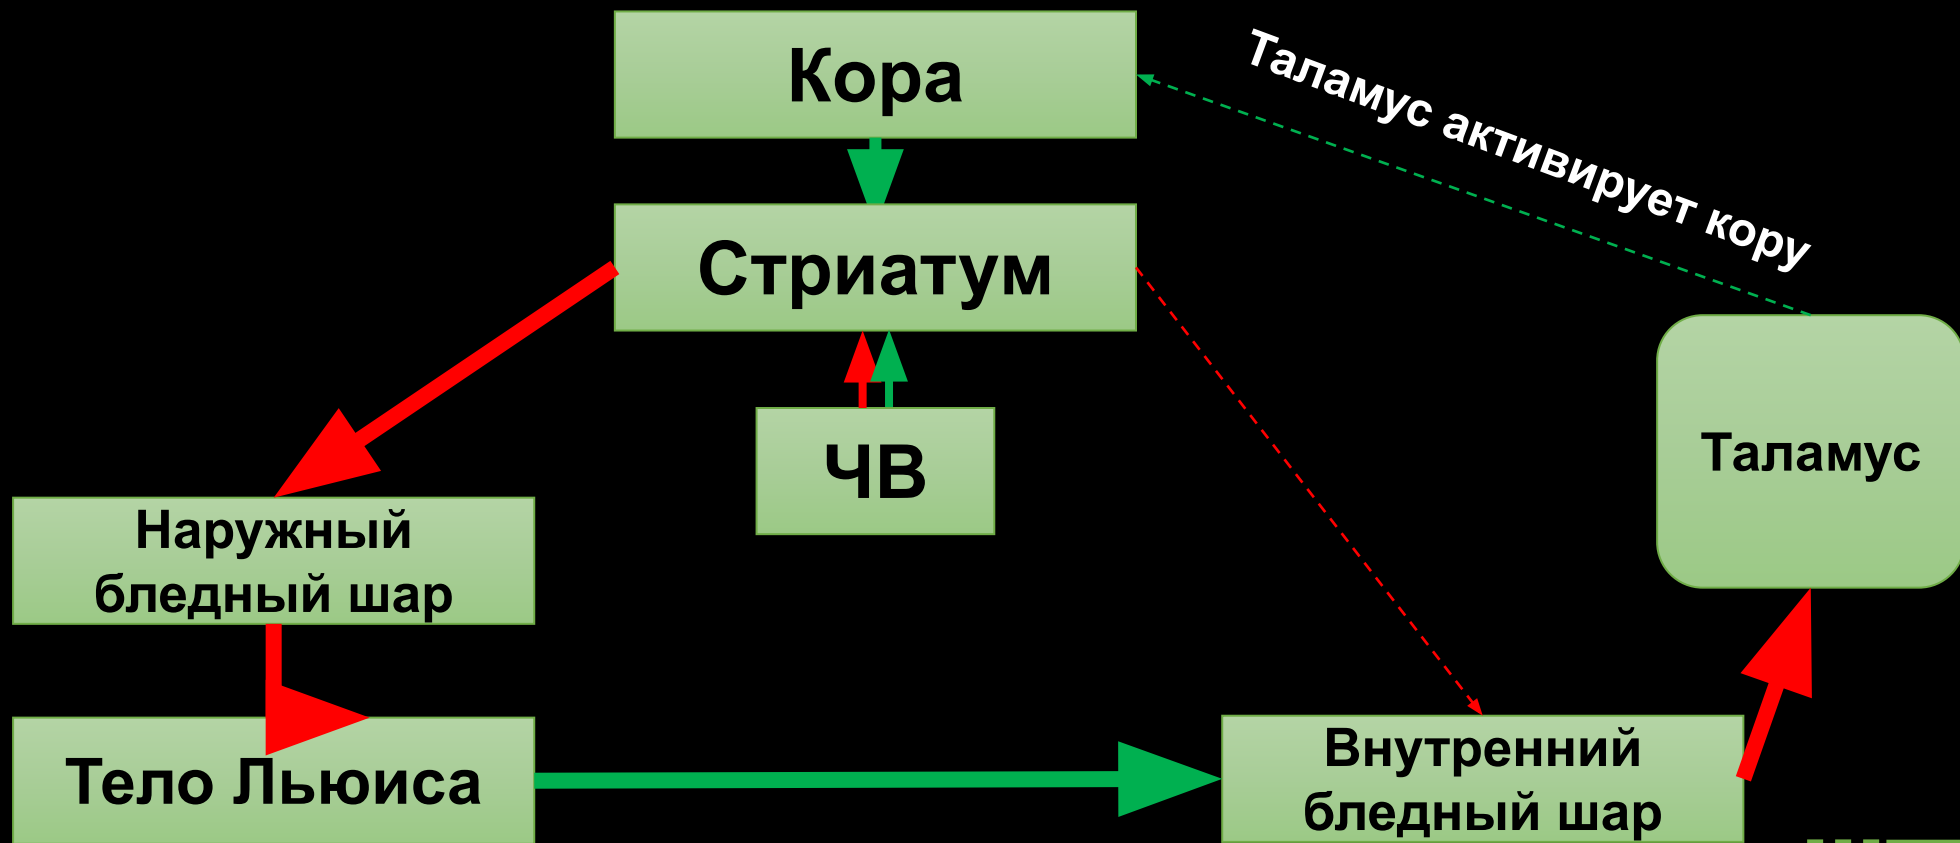 Кора
Таламус активирует кору
Стриатум
Таламус
ЧВ
Наружный
бледный шар
Тело Льюиса
Внутренний
бледный шар